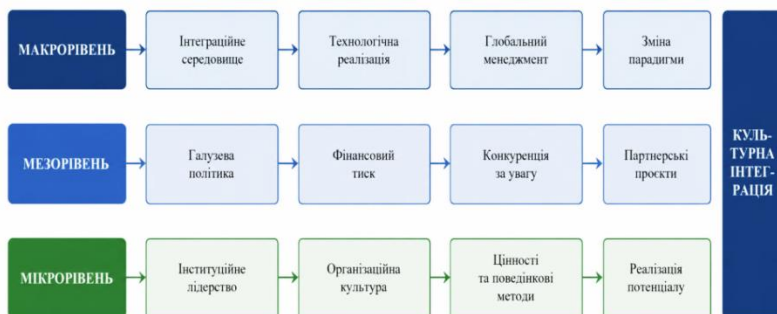 МАКРОРІВЕНЬ
Інтеграційне
середовище
Технологічна
реалізація
Глобальний
менеджмент
Зміна
парадигми
МЕЗОРІВЕНЬ
Галузева
політика
Фінансовий
тиск
Конкуренція
за увагу
Партнерські
проєкти
МІКРОРІВЕНЬ
Інституційне
лідерство
Організаційна
культура
Цінності
та поведінкові
методи
Реалізація
потенціалу
КУЛЬ-
ТУРНА
ІНТЕГ-
РАЦІЯ